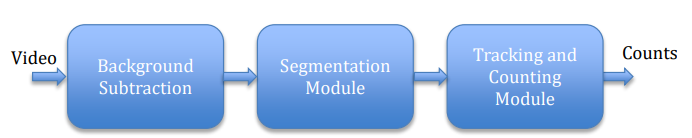 Video
Background
Subtraction
Segmentation
Module
Tracking and
Counting
Module
Counts